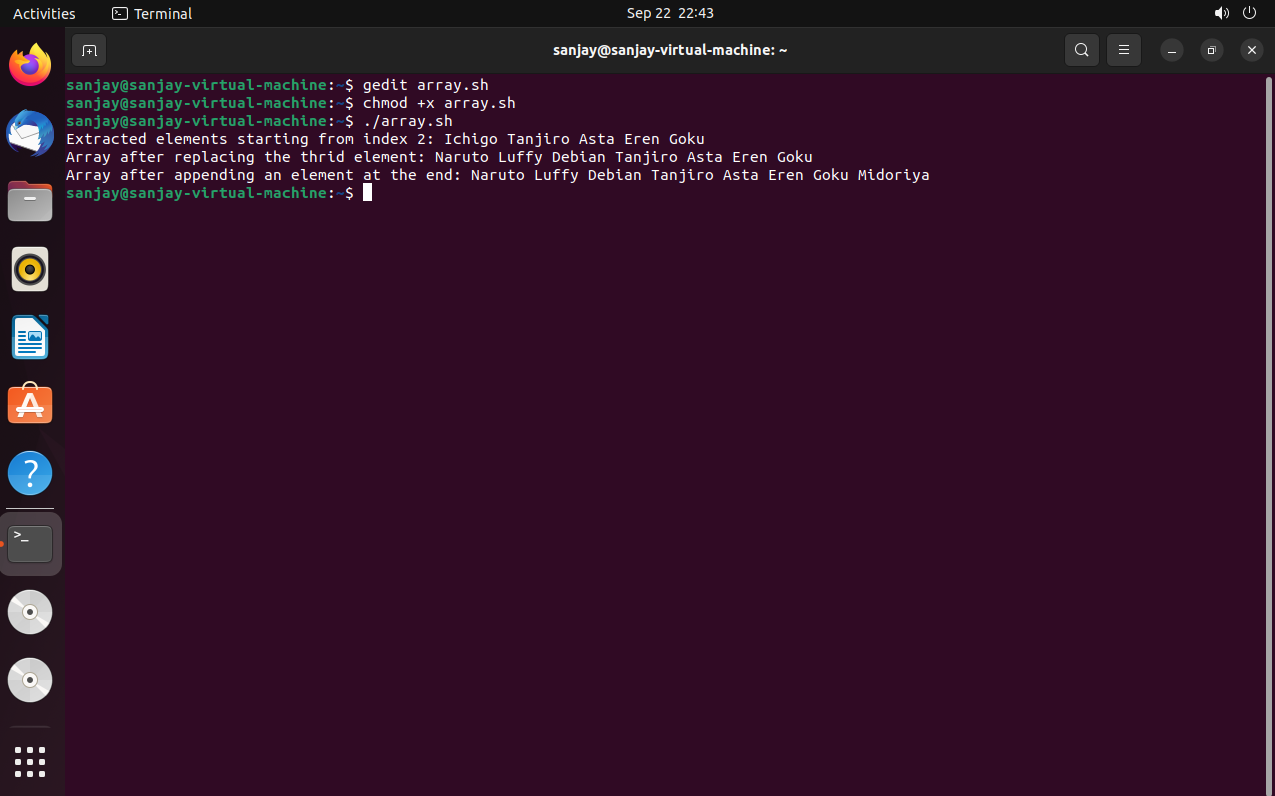 Activities
Terminal
Sep 22 22:43
sanjay@sanjay-virtual-machine: ~
sanjay@sanjay-virtual-machine:~$ gedit array.sh
sanjay@sanjay-virtual-machine:~$ chmod +x array.sh
sanjay@sanjay-virtual-machine:~$ ./array.sh
Extracted elements starting from index 2: Ichigo Tanjiro Asta Eren Goku
Array after replacing the thrid element: Naruto Luffy Debian Tanjiro Asta Eren Goku
Array after appending an element at the end: Naruto Luffy Debian Tanjiro Asta Eren Goku Midoriya
sanjay@sanjay-virtual-machine:~$